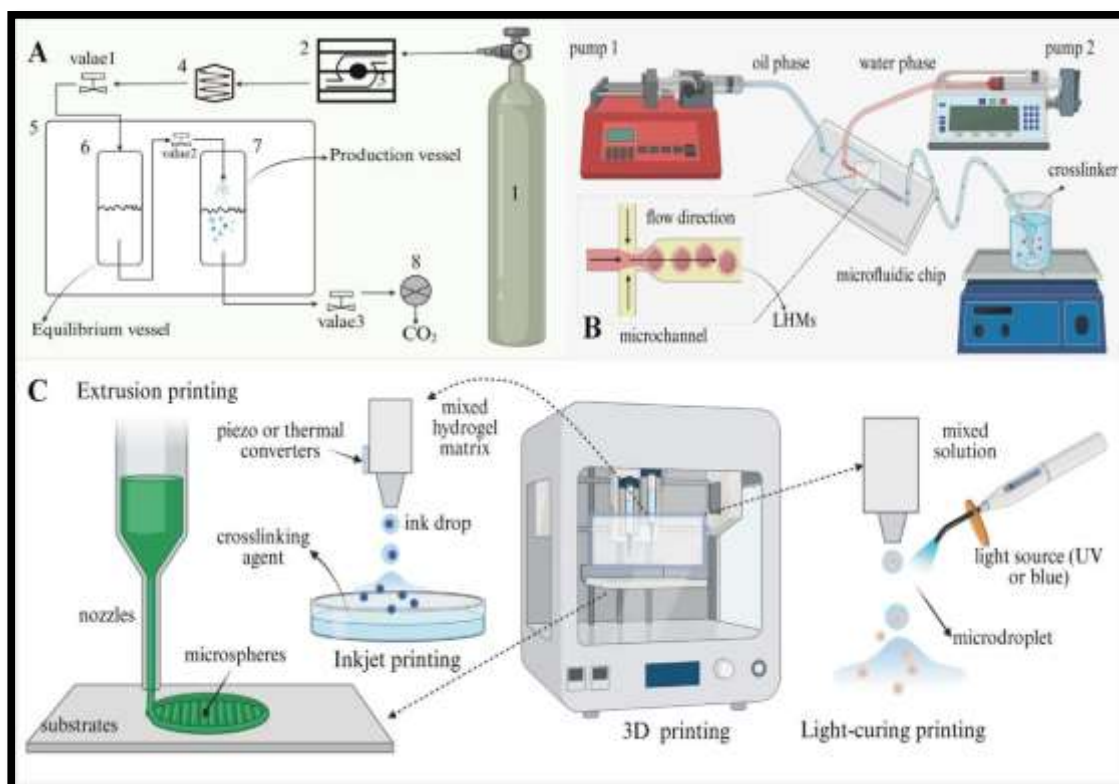 A
valae1
4
2
3
1
5
6
valae2
7
Production vessel
Equilibrium vessel
valae3
8
CO₂
pump 1
oil phase
water phase
pump 2
crosslinker
flow direction
microfluidic chip
LHMs
microchannel
B
C
Extrusion printing
nozzles
microspheres
substrates
piezo or thermal
converters
mixed
hydrogel
matrix
ink drop
crosslinking
agent
Inkjet printing
3D printing
mixed
solution
light source (UV
or blue)
microdroplet
Light-curing printing